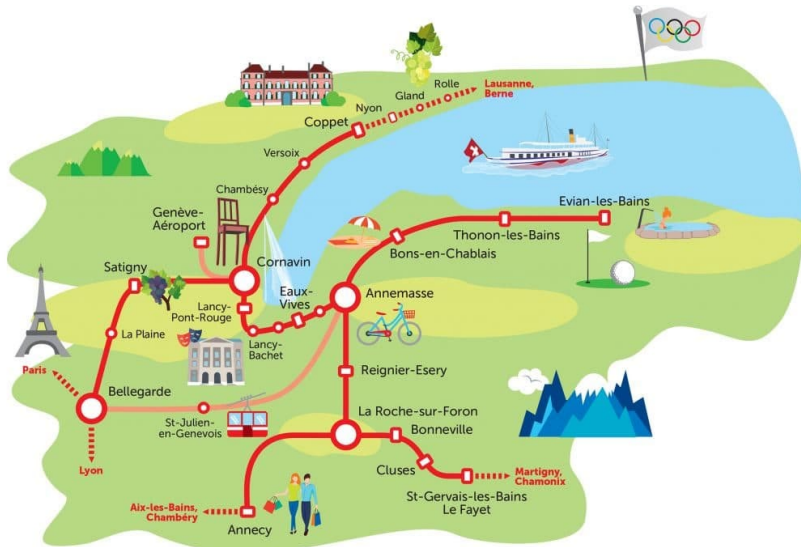 Rolle
Gland
Nyon
Lausanne,
Berne
Coppet
Versoix
Chambésy
Genève-
Aéroport
Evian-les-Bains
Thonon-les-Bains
Bons-en-Chablais
Satigny
Cornavin
Eaux-
Vives
Annemasse
Lancy-
Pont-Rouge
La Plaine
Lancy-
Bachet
Paris
Bellegarde
Reignier-Esery
St-Julien-
en-Genevois
La Roche-sur-Foron
Bonneville
Lyon
Cluses
Martigny,
Chamonix
St-Gervais-les-Bains
Le Fayet
Aix-les-Bains,
Chambéry
Annecy